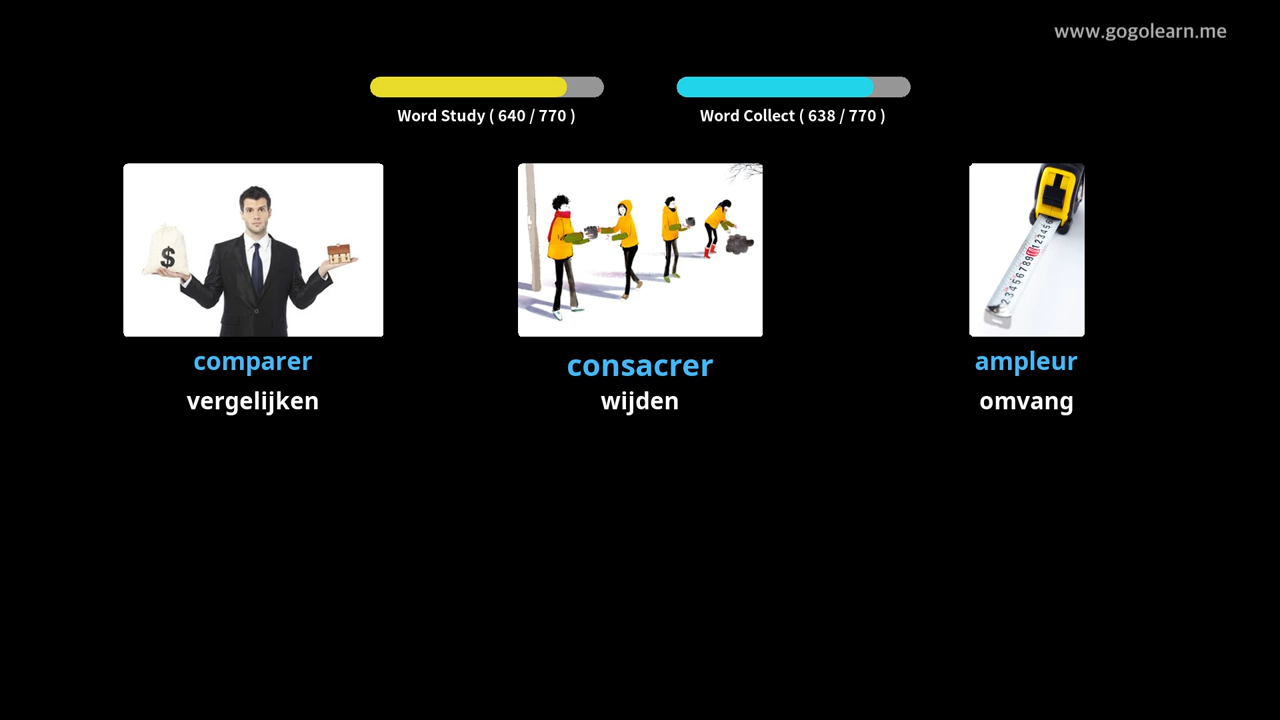 www.gogolearn.me
Word Study ( 640 / 770 )
Word Collect ( 638 / 770 )
$
comparer
consacrer
ampleur
vergelijken
wijden
omvang